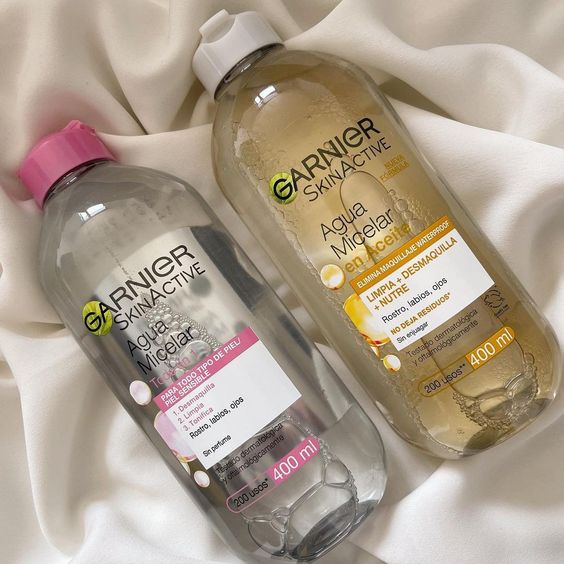 GARNIER
SKINACTIVE
Agua
Micelar
PARA TODO TIPO DE PIEL/
PIEL SENSIBLE
1. Desmaquilla
2. Limpia
3. Tonifica
Rostro, labios, ojos
Sin perfume
Testado dermatológica
y oftalmológicamente
200 usos*
400 ml
GARNIER
SKINACTIVE
NUEVA
FÓRMULA
Agua
Micelar
en Aceite
ELIMINA MAQUILLAJE WATERPROOF
LIMPIA + DESMAQUILLA
+ NUTRE
Rostro, labios, ojos
NO DEJA RESIDUOS*
Sin enjuagar
Testado dermatológica
y oftalmológicamente
200 usos**
400 ml